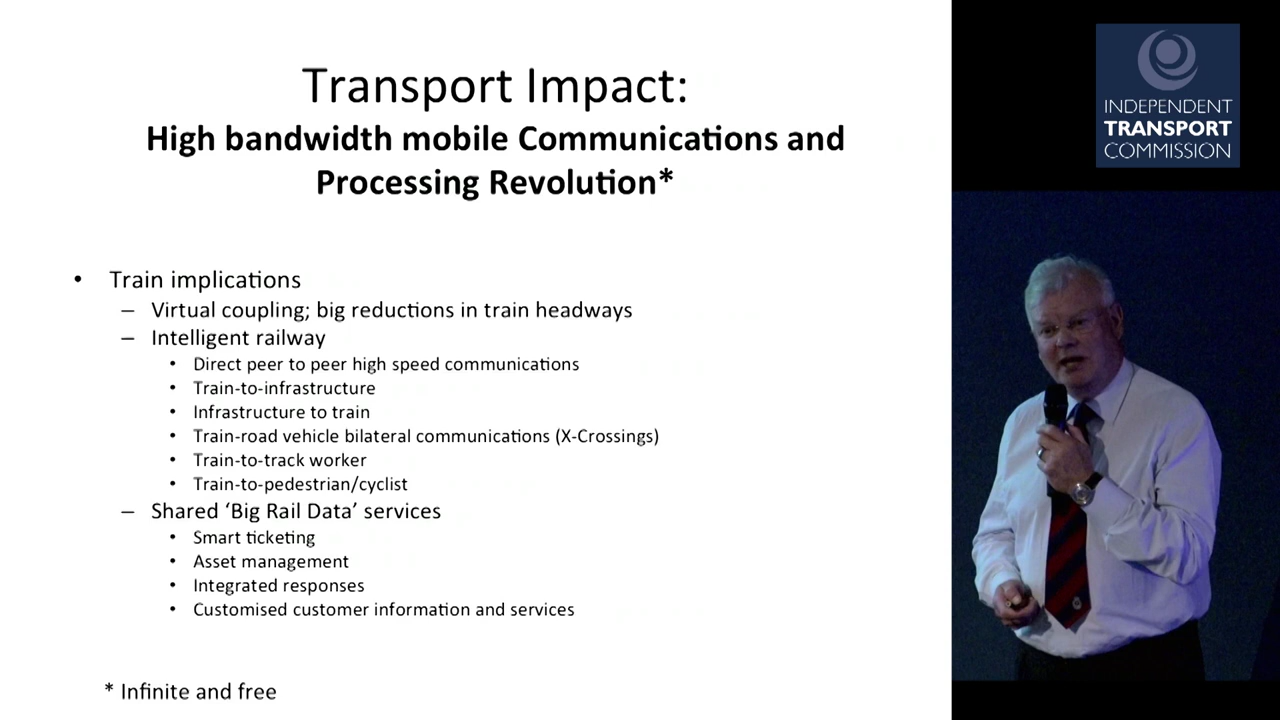 Transport Impact:
High bandwidth mobile Communications and
Processing Revolution*
• Train implications
– Virtual coupling; big reductions in train headways
– Intelligent railway
• Direct peer to peer high speed communications
• Train-to-infrastructure
• Infrastructure to train
• Train-road vehicle bilateral communications (X-Crossings)
• Train-to-track worker
• Train-to-pedestrian/cyclist
– Shared ‘Big Rail Data’ services
• Smart ticketing
• Asset management
• Integrated responses
• Customised customer information and services
* Infinite and free
INDEPENDENT
TRANSPORT
COMMISSION